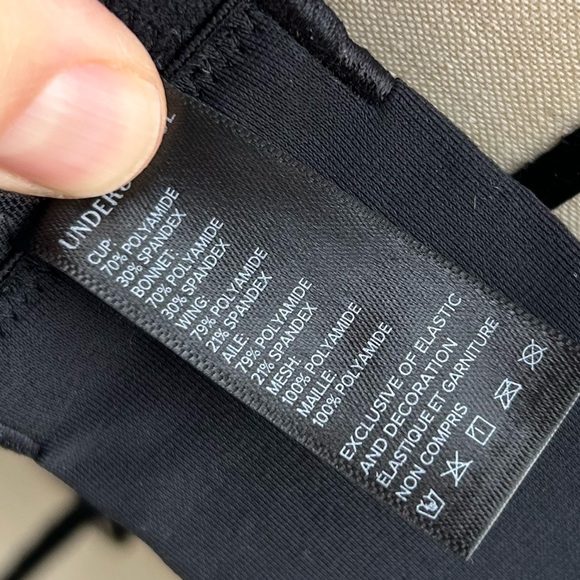 CUP:
70% POLYAMIDE
30% SPANDEX
BONNET:
70% POLYAMIDE
30% SPANDEX
WING:
79% POLYAMIDE
21% SPANDEX
AILE:
79% POLYAMIDE
21% SPANDEX
MESH:
100% POLYAMIDE
MAILLE:
100% POLYAMIDE
EXCLUSIVE OF ELASTIC
AND DECORATION
ÉLASTIQUE ET GARNITURE
NON COMPRIS